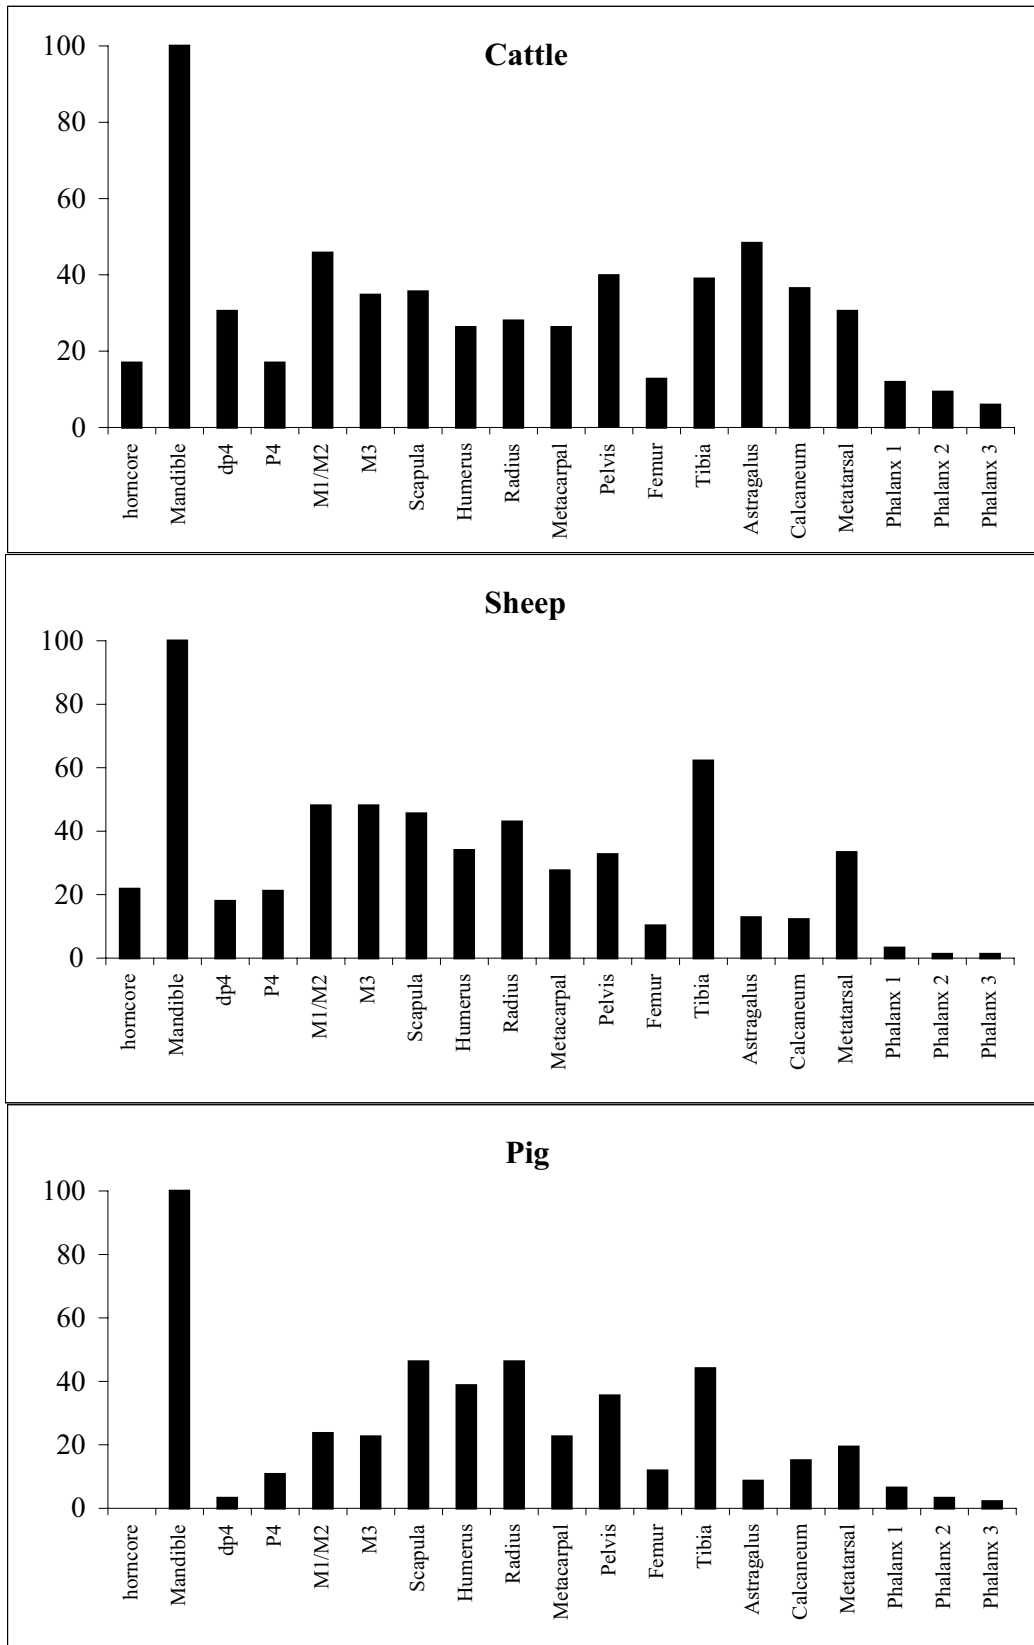 Cattle
100
80
60
40
20
0
horncore
Mandible
dp4
P4
M1/M2
M3
Scapula
Humerus
Radius
Metacarpal
Pelvis
Femur
Tibia
Astragalus
Calcaneum
Metatarsal
Phalanx 1
Phalanx 2
Phalanx 3
Sheep
100
80
60
40
20
0
horncore
Mandible
dp4
P4
M1/M2
M3
Scapula
Humerus
Radius
Metacarpal
Pelvis
Femur
Tibia
Astragalus
Calcaneum
Metatarsal
Phalanx 1
Phalanx 2
Phalanx 3
Pig
100
80
60
40
20
0
horncore
Mandible
dp4
P4
M1/M2
M3
Scapula
Humerus
Radius
Metacarpal
Pelvis
Femur
Tibia
Astragalus
Calcaneum
Metatarsal
Phalanx 1
Phalanx 2
Phalanx 3